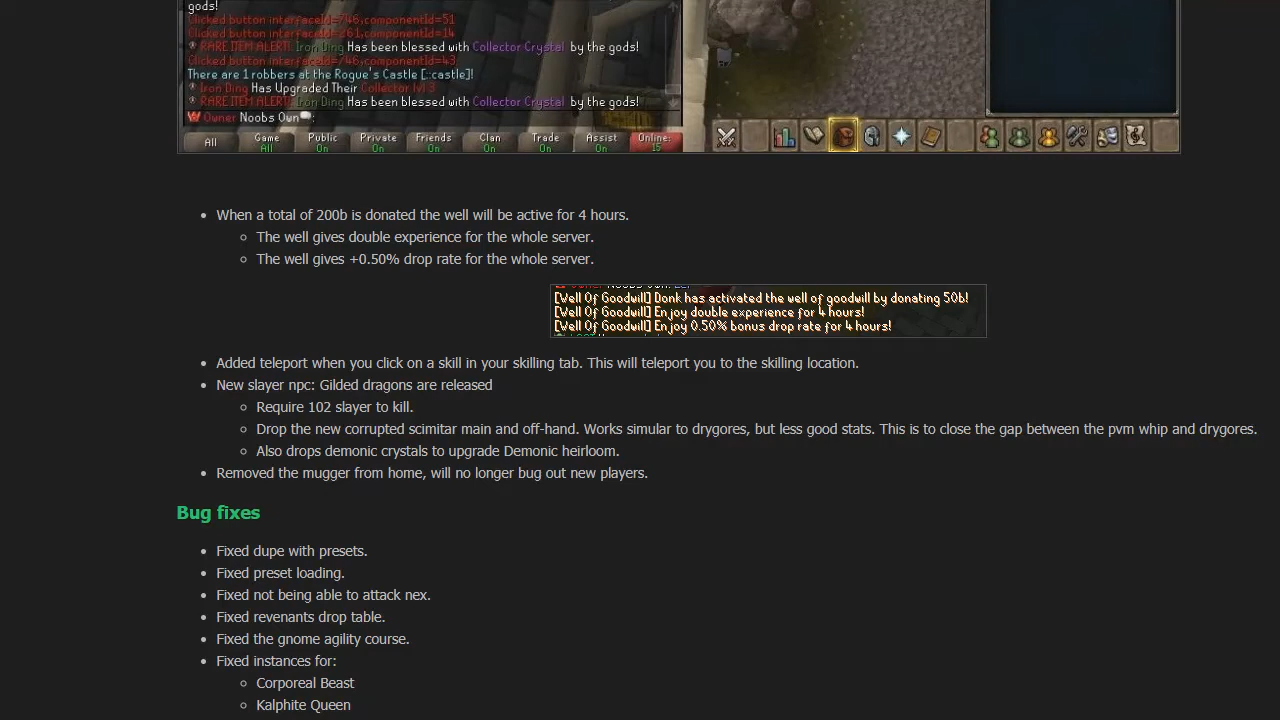 gods!
Clicked button interfaceId=746,componentId=51
Clicked button interfaceId=261,componentId=14
RARE ITEM ALERT! Iron Ding Has been blessed with Collector Crystal by the gods!
Clicked button interfaceId=746,componentId=43
There are 1 robbers at the Rogue's Castle [::castle]!
Iron Ding Has Upgraded Their Collector lvl 3
RARE ITEM ALERT! Iron Ding Has been blessed with Collector Crystal by the gods!
Owner Noobs Own:
All Game Public Private Friends Clan Trade Assist Online:
All On On On On On On 15
When a total of 200b is donated the well will be active for 4 hours.
The well gives double experience for the whole server.
The well gives +0.50% drop rate for the whole server.
[Well Of Goodwill] Donk has activated the well of goodwill by donating 50b!
[Well Of Goodwill] Enjoy double experience for 4 hours!
[Well Of Goodwill] Enjoy 0.50% bonus drop rate for 4 hours!
Added teleport when you click on a skill in your skilling tab. This will teleport you to the skilling location.
New slayer npc: Gilded dragons are released
Require 102 slayer to kill.
Drop the new corrupted scimitar main and off-hand. Works simular to drygores, but less good stats. This is to close the gap between the pvm whip and drygores.
Also drops demonic crystals to upgrade Demonic heirloom.
Removed the mugger from home, will no longer bug out new players.
Bug fixes
Fixed dupe with presets.
Fixed preset loading.
Fixed not being able to attack nex.
Fixed revenants drop table.
Fixed the gnome agility course.
Fixed instances for:
Corporeal Beast
Kalphite Queen